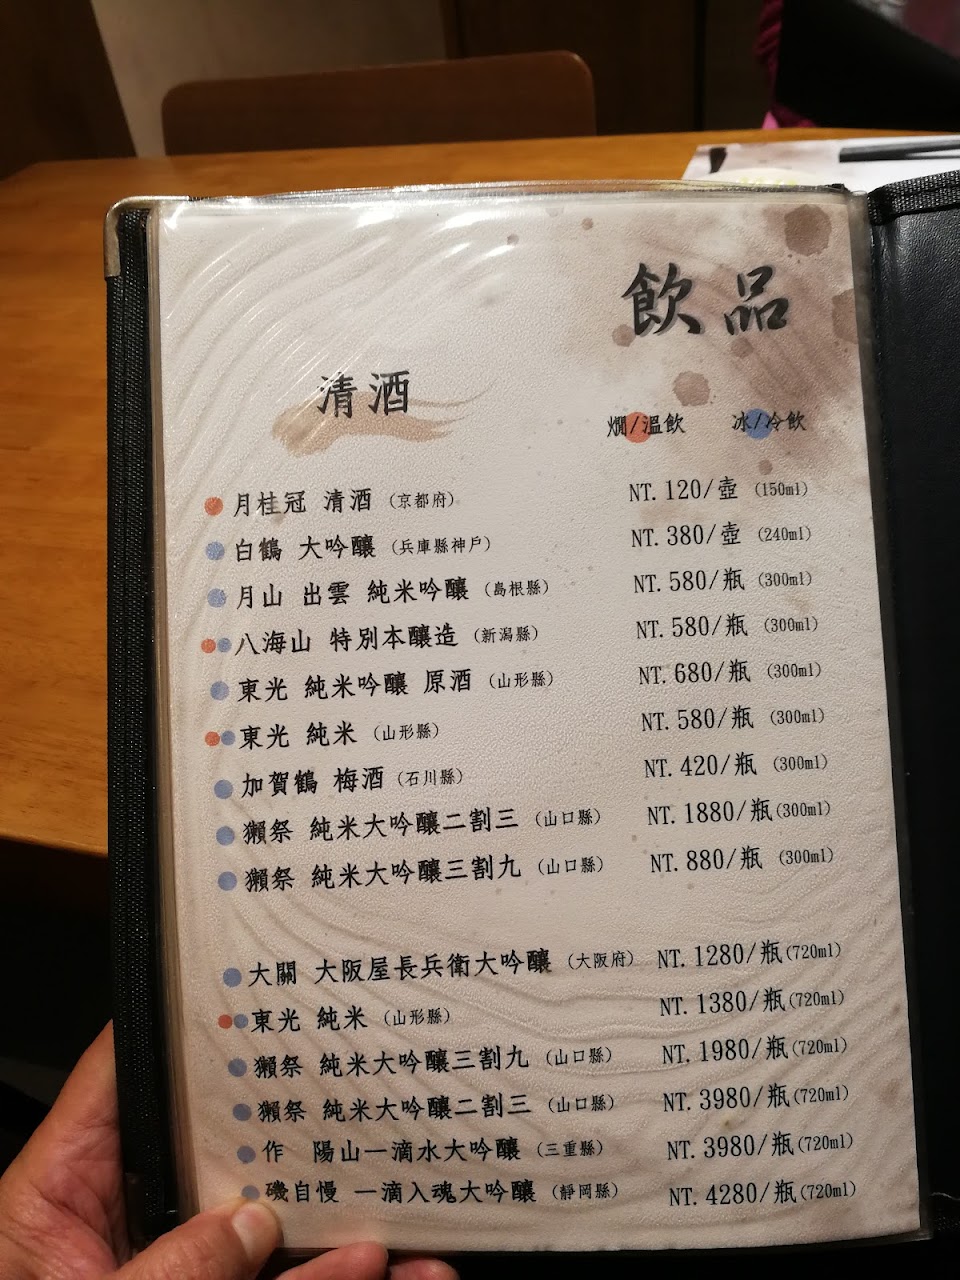 飲品
清酒
燗/溫飲 冰/冷飲
月桂冠 清酒 (京都府) NT. 120/壺 (150ml)
白鶴 大吟釀 (兵庫縣神戶) NT. 380/壺 (240ml)
月山 出雲 純米吟釀 (島根縣) NT. 580/瓶 (300ml)
八海山 特別本釀造 (新潟縣) NT. 580/瓶 (300ml)
東光 純米吟釀 原酒 (山形縣) NT. 680/瓶 (300ml)
東光 純米 (山形縣) NT. 580/瓶 (300ml)
加賀鶴 梅酒 (石川縣) NT. 420/瓶 (300ml)
獺祭 純米大吟釀二割三 (山口縣) NT. 1880/瓶(300ml)
獺祭 純米大吟釀三割九 (山口縣) NT. 880/瓶 (300ml)
大關 大阪屋長兵衛大吟釀 (大阪府) NT. 1280/瓶(720ml)
東光 純米 (山形縣) NT. 1380/瓶(720ml)
獺祭 純米大吟釀三割九 (山口縣) NT. 1980/瓶(720ml)
獺祭 純米大吟釀二割三 (山口縣) NT. 3980/瓶(720ml)
作 陽山一滴水大吟釀 (三重縣) NT. 3980/瓶(720ml)
磯自慢 一滴入魂大吟釀 (靜岡縣) NT. 4280/瓶(720ml)